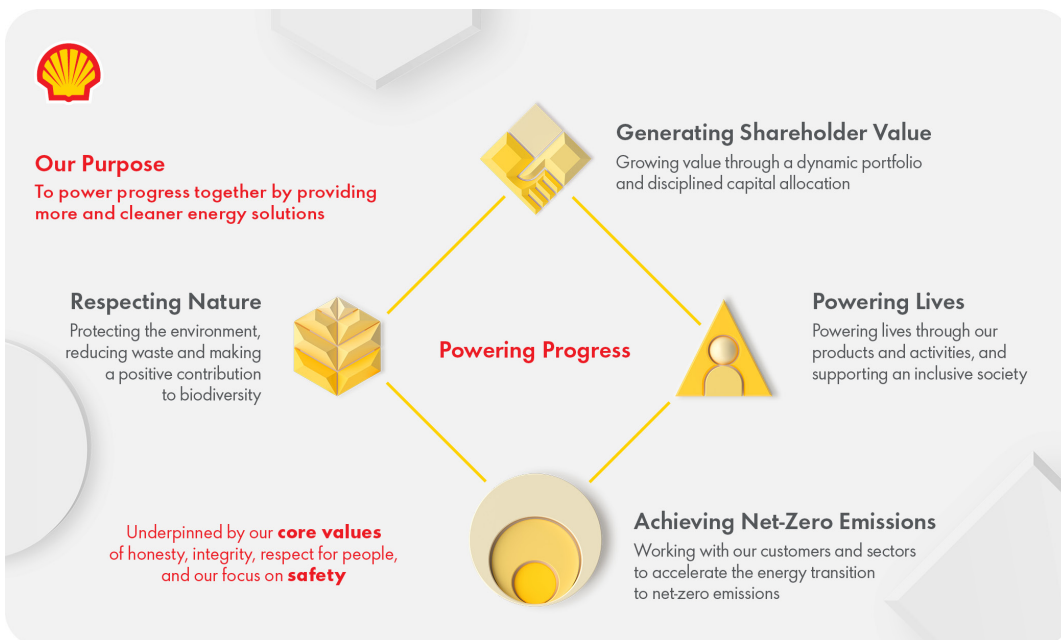 Our Purpose
To power progress together by providing
more and cleaner energy solutions
Generating Shareholder Value
Growing value through a dynamic portfolio
and disciplined capital allocation
Respecting Nature
Protecting the environment,
reducing waste and making
a positive contribution
to biodiversity
Powering Progress
Powering Lives
Powering lives through our
products and activities, and
supporting an inclusive society
Underpinned by our core values
of honesty, integrity, respect for people,
and our focus on safety
Achieving Net-Zero Emissions
Working with our customers and sectors
to accelerate the energy transition
to net-zero emissions